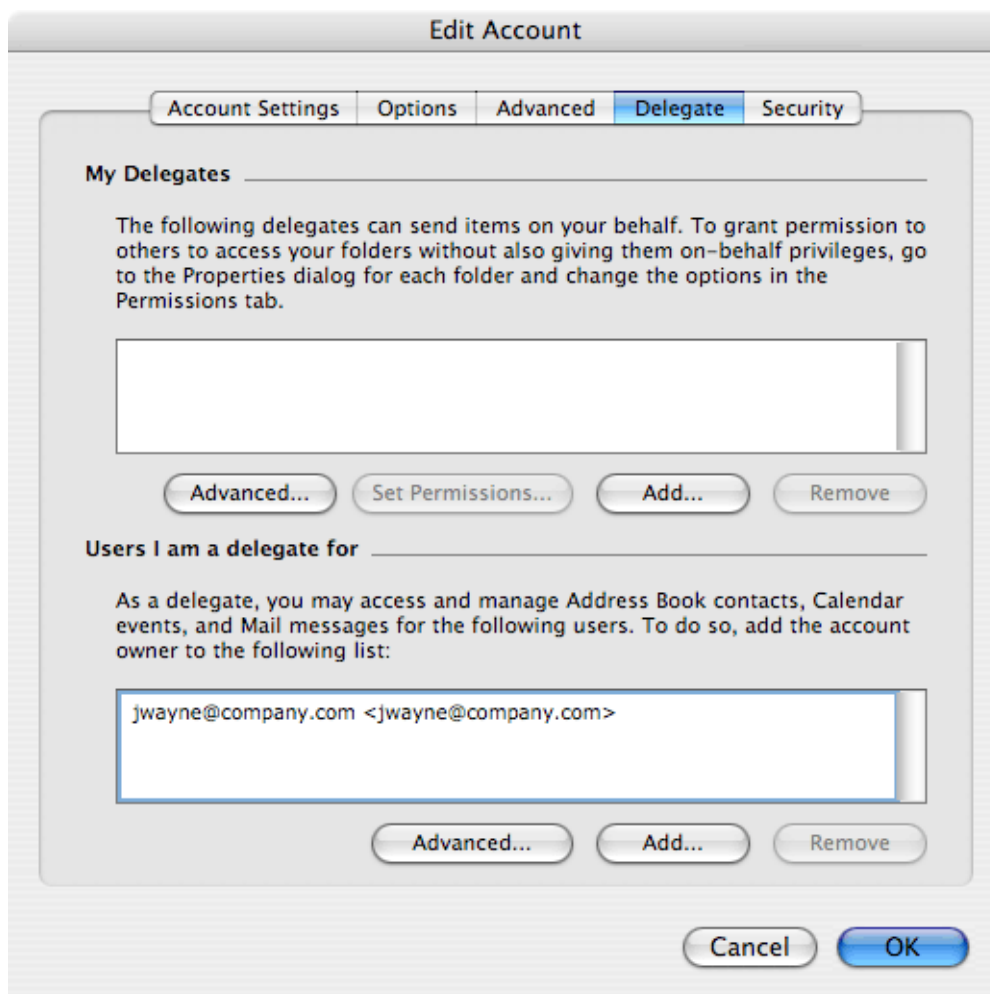 Edit Account
Account Settings Options Advanced Delegate Security
My Delegates
The following delegates can send items on your behalf. To grant permission to
others to access your folders without also giving them on-behalf privileges, go
to the Properties dialog for each folder and change the options in the
Permissions tab.
Advanced... Set Permissions... Add... Remove
Users I am a delegate for
As a delegate, you may access and manage Address Book contacts, Calendar
events, and Mail messages for the following users. To do so, add the account
owner to the following list:
jwayne@company.com <jwayne@company.com>
Advanced... Add... Remove
Cancel OK